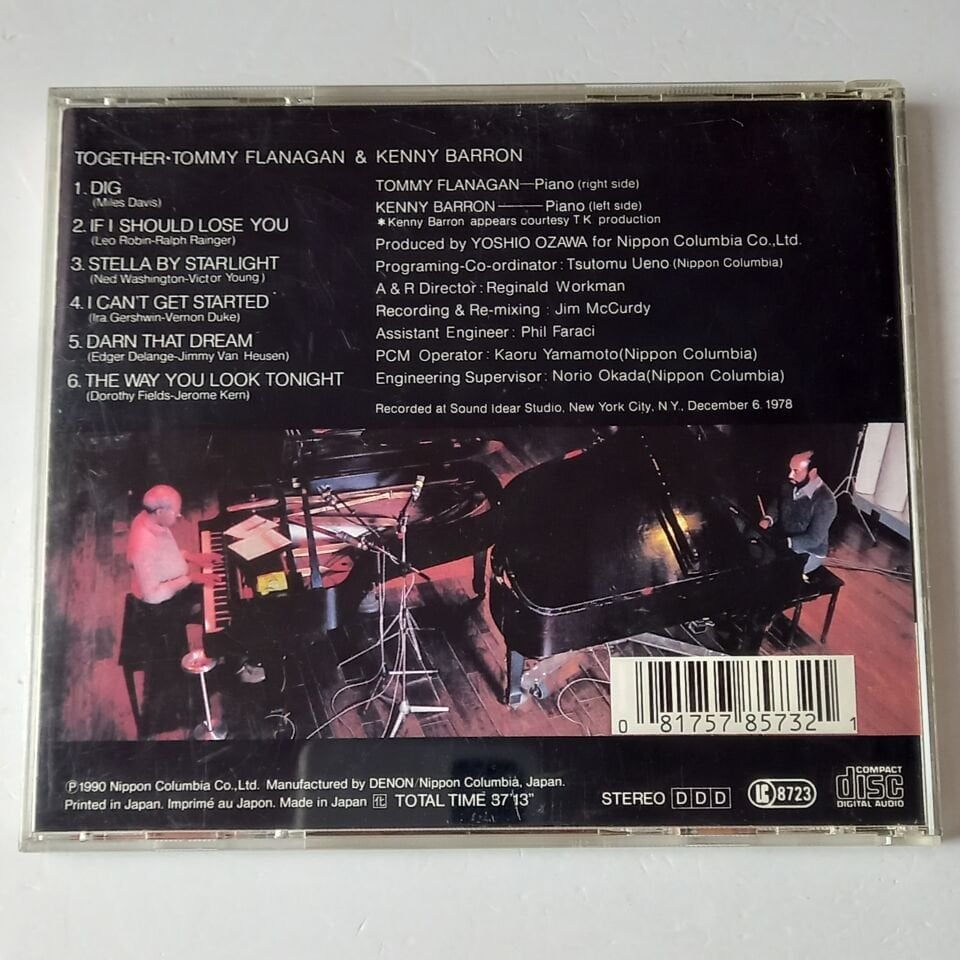 TOGETHER•TOMMY FLANAGAN & KENNY BARRON
1. DIG
(Miles Davis)
2. IF I SHOULD LOSE YOU
(Leo Robin-Ralph Rainger)
3. STELLA BY STARLIGHT
(Ned Washington-Victor Young)
4. I CAN'T GET STARTED
(Ira Gershwin-Vernon Duke)
5. DARN THAT DREAM
(Edger Delange-Jimmy Van Heusen)
6. THE WAY YOU LOOK TONIGHT
(Dorothy Fields-Jerome Kern)
TOMMY FLANAGAN—Piano (right side)
KENNY BARRON——Piano (left side)
*Kenny Barron appears courtesy T K production
Produced by YOSHIO OZAWA for Nippon Columbia Co.,Ltd.
Programing-Co-ordinator : Tsutomu Ueno (Nippon Columbia)
A & R Director : Reginald Workman
Recording & Re-mixing : Jim McCurdy
Assistant Engineer : Phil Faraci
PCM Operator : Kaoru Yamamoto(Nippon Columbia)
Engineering Supervisor : Norio Okada(Nippon Columbia)
Recorded at Sound Idear Studio, New York City, N Y., December 6. 1978
0 81757 85732 1
℗1990 Nippon Columbia Co.,Ltd. Manufactured by DENON/Nippon Columbia, Japan.
Printed in Japan. Imprimé au Japon. Made in Japan TOTAL TIME 37'13"
STEREO DDD LC 8723
COMPACT
disc
DIGITAL AUDIO